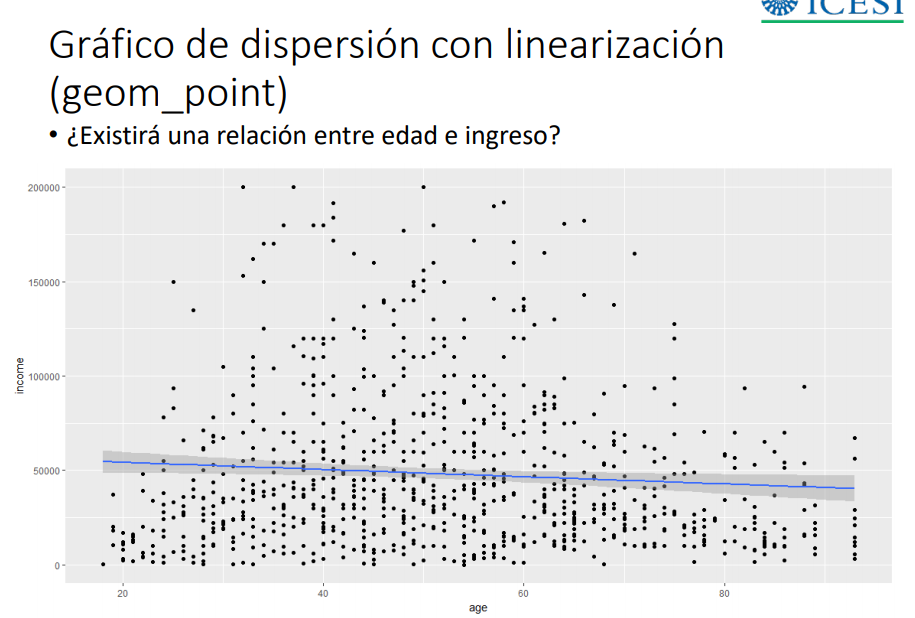 ICESI
Gráfico de dispersión con linearización
(geom_point)
• ¿Existirá una relación entre edad e ingreso?
200000
150000
100000
50000
0
income
20
40
60
80
age